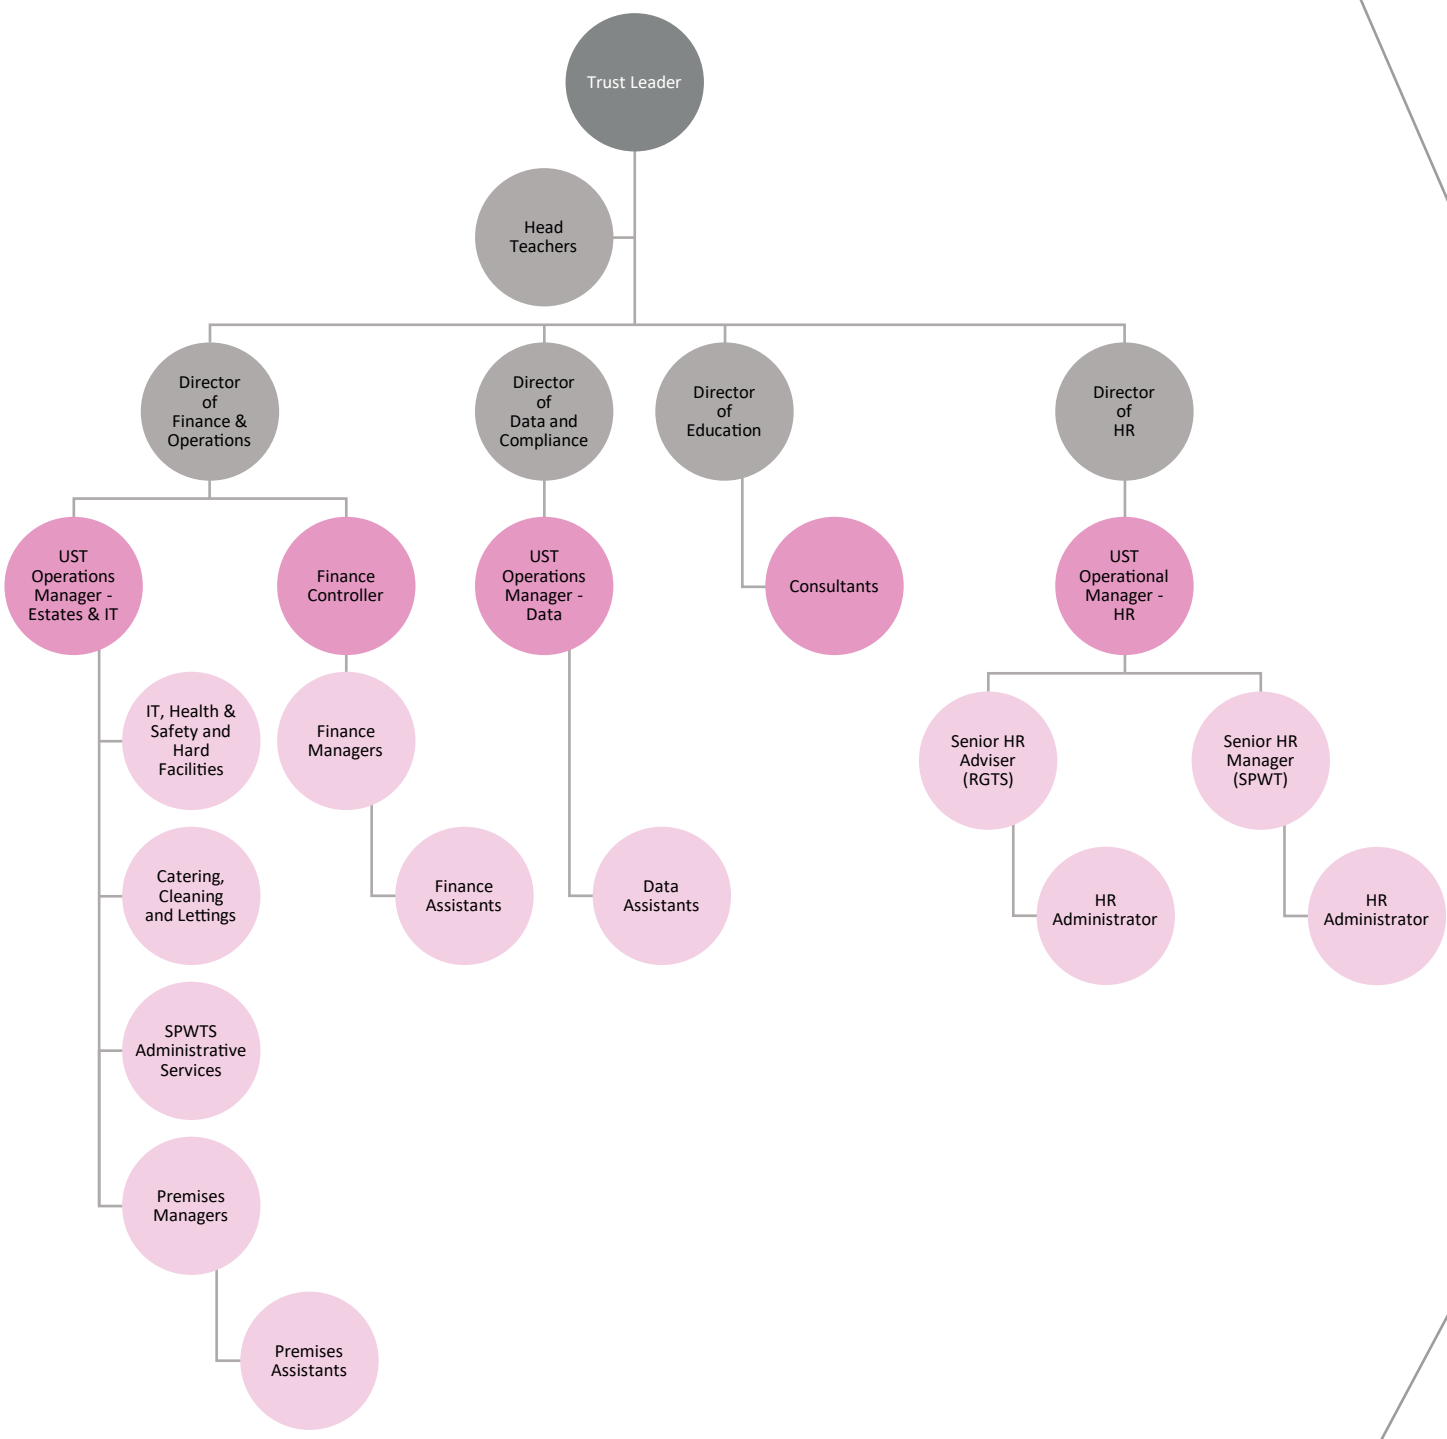 Trust Leader
Head
Teachers
Director
of
Finance &
Operations
Director
of
Data and
Compliance
Director
of
Education
Director
of
HR
UST
Operations
Manager -
Estates & IT
Finance
Controller
UST
Operations
Manager -
Data
Consultants
UST
Operational
Manager -
HR
IT, Health &
Safety and
Hard
Facilities
Finance
Managers
Senior HR
Adviser
(RGTS)
Senior HR
Manager
(SPWT)
Catering,
Cleaning
and Lettings
Finance
Assistants
Data
Assistants
HR
Administrator
HR
Administrator
SPWTS
Administrative
Services
Premises
Managers
Premises
Assistants